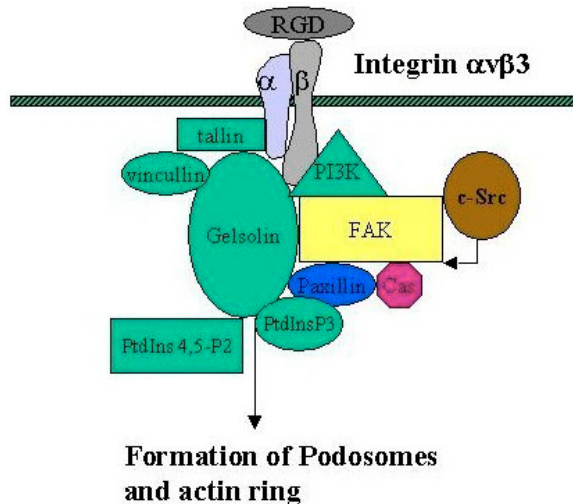 RGD
Integrin αvβ3
α β
tallin
vincullin
PI3K
c-Src
Gelsolin
FAK
Paxillin
Cas
PtdInsP3
PtdIns 4,5-P2
Formation of Podosomes
and actin ring